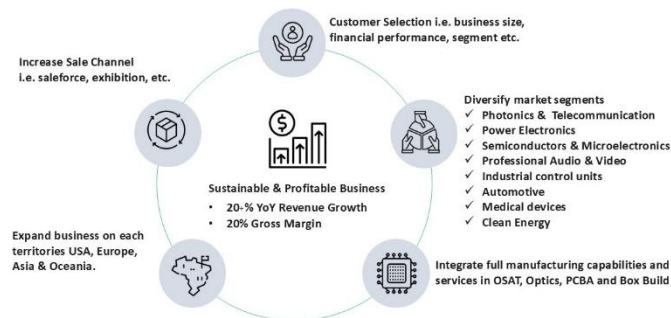 Customer Selection i.e. business size,
financial performance, segment etc.
Increase Sale Channel
i.e. saleforce, exhibition, etc.
Diversify market segments
✓ Photonics & Telecommunication
✓ Power Electronics
✓ Semiconductors & Microelectronics
✓ Professional Audio & Video
✓ Industrial control units
✓ Automotive
✓ Medical devices
✓ Clean Energy
$
Sustainable & Profitable Business
• 20+% YoY Revenue Growth
• 20% Gross Margin
Expand business on each
territories USA, Europe,
Asia & Oceania.
Integrate full manufacturing capabilities and
services in OSAT, Optics, PCBA and Box Build